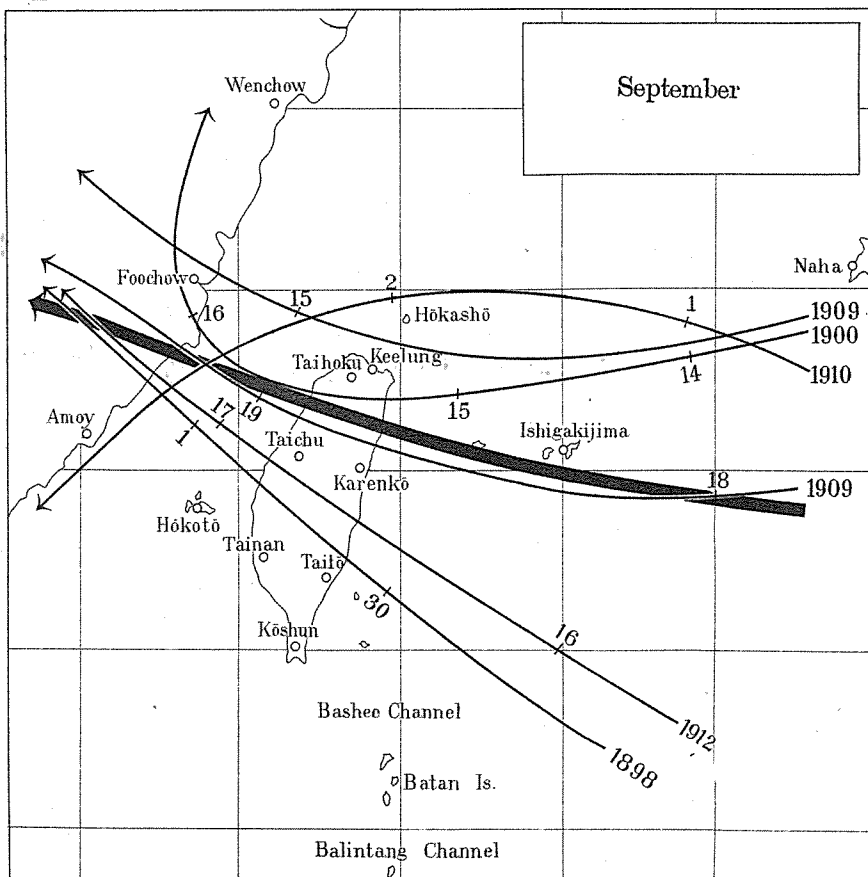 September
Wenchow
Naha
Foochow
2
15
16
Hōkashō
1
1909
1900
1910
Taihoku
Keelung
14
15
19
17
1
Amoy
Taichu
Ishigakijima
Karenkō
18
1909
Hōkotō
Tainan
Taitō
30
Kōshun
16
Bashee Channel
1912
1898
Batan Is.
Balintang Channel